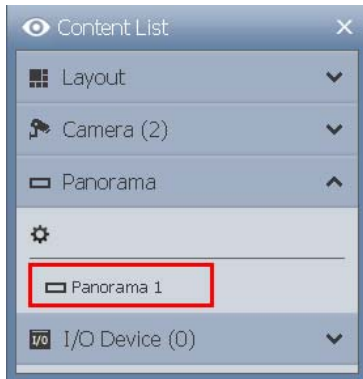 Content List
Layout
Camera (2)
Panorama
Panorama 1
I/O I/O Device (0)